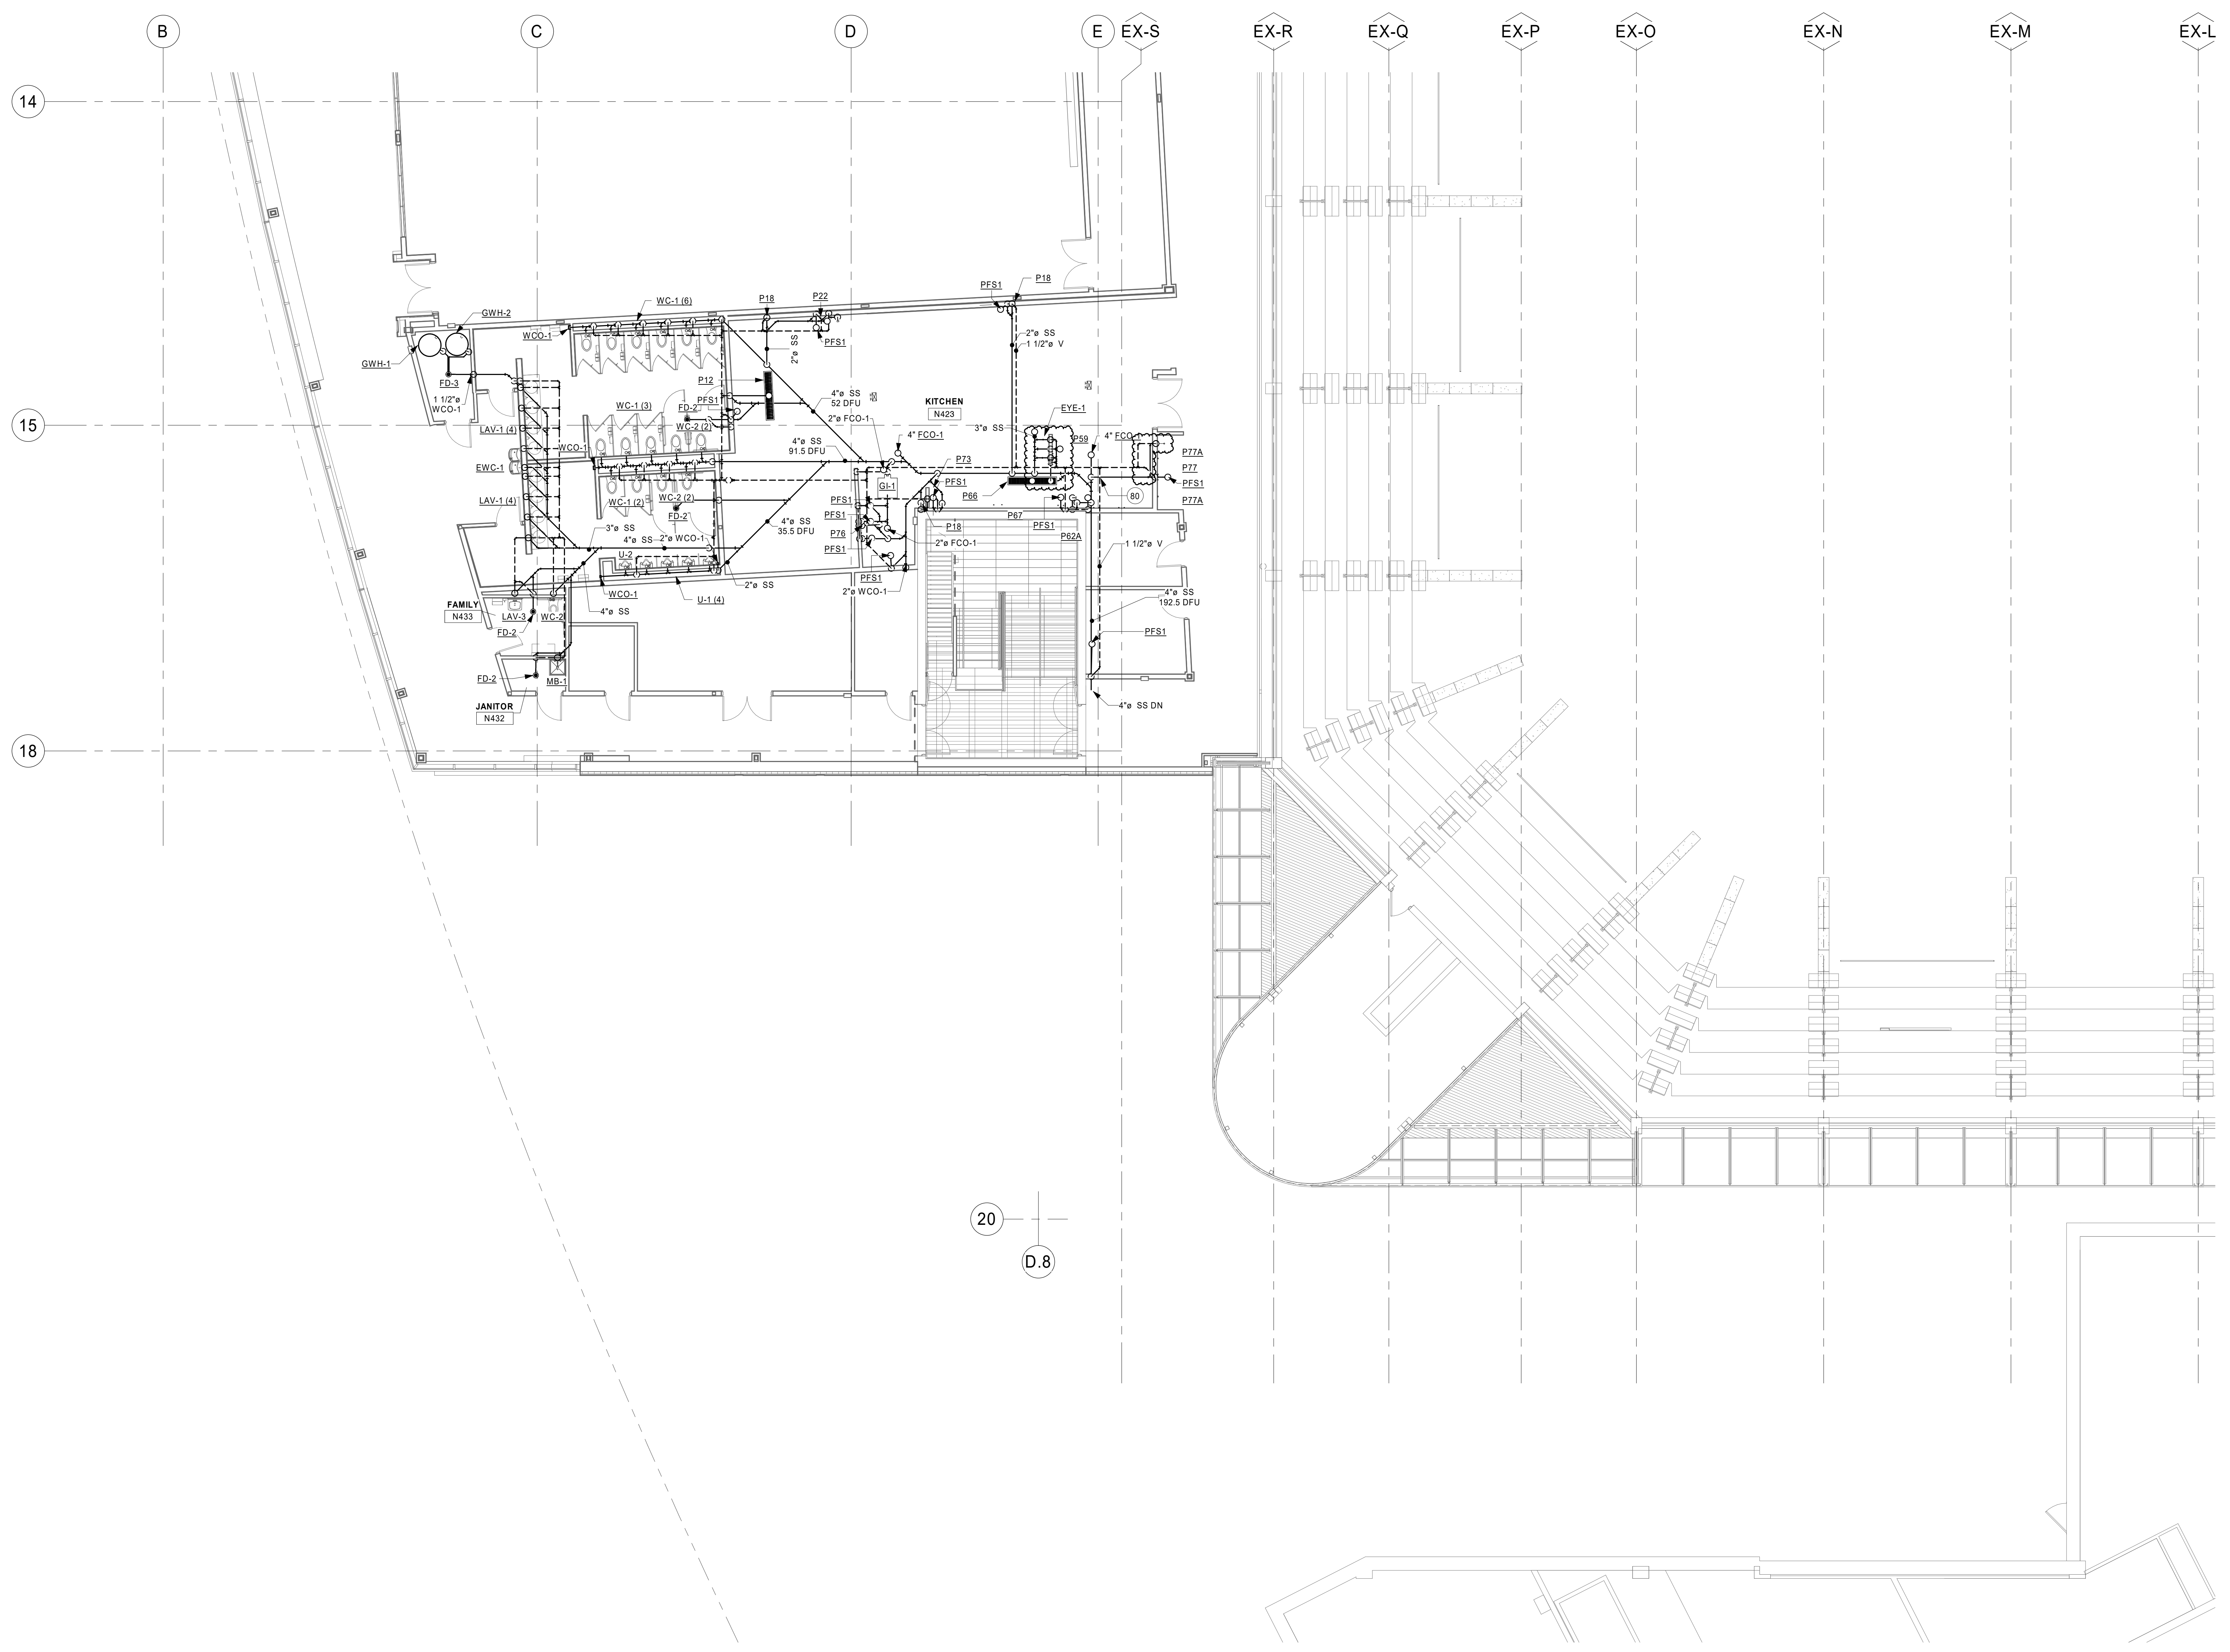 B
C
D
E
EX-S
EX-R
EX-Q
EX-P
EX-O
EX-N
EX-M
EX-L
14
PFS1
P18
WC-1 (6)
P18
P22
GWH-2
WCO-1
PFS1
2"ø SS
2"ø SS
1 1/2"ø V
GWH-1
FD-3
P12
1 1/2"ø
WCO-1
PFS1
WC-1 (3)
FD-2
4"ø SS
52 DFU
KITCHEN
N423
EYE-1
2"ø FCO-1
15
LAV-1 (4)
WC-2 (2)
3"ø SS
4" FCO-1
P59
4" FCO-1
WCO-1
4"ø SS
91.5 DFU
P77A
P73
EWC-1
P77
PFS1
PFS1
GI-1
P66
80
LAV-1 (4)
WC-1 (2)
WC-2 (2)
PFS1
P77A
FD-2
PFS1
P67
4"ø SS
35.5 DFU
P18
PFS1
3"ø SS
P76
P62A
4"ø SS
2"ø WCO-1
2"ø FCO-1
1 1/2"ø V
PFS1
U-2
PFS1
2"ø SS
2"ø WCO-1
WCO-1
U-1 (4)
4"ø SS
192.5 DFU
FAMILY
N433
LAV-3
WC-2
4"ø SS
FD-2
PFS1
FD-2
MB-1
JANITOR
N432
4"ø SS DN
18
20
D.8